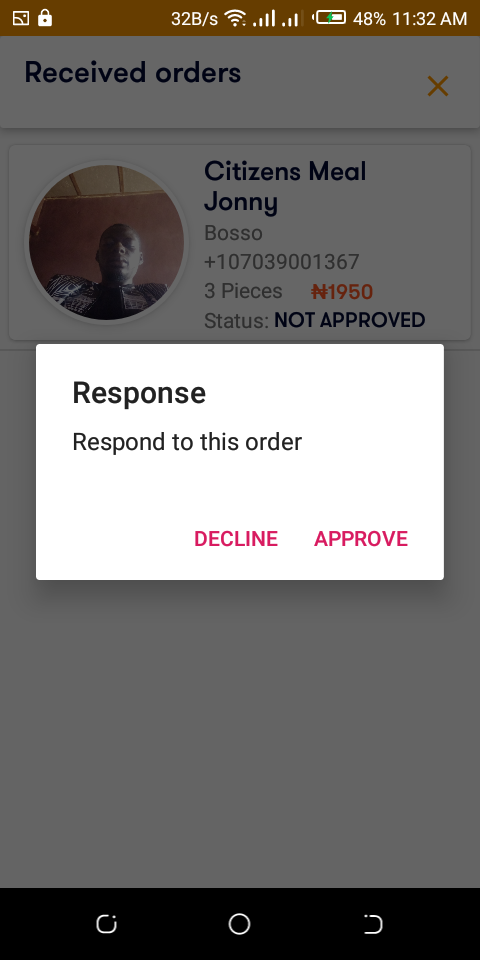 32B/s 48% 11:32 AM
Received orders
Citizens Meal
Jonny
Bosso
+107039001367
3 Pieces ₦1950
Status: NOT APPROVED
Response
Respond to this order
DECLINE APPROVE